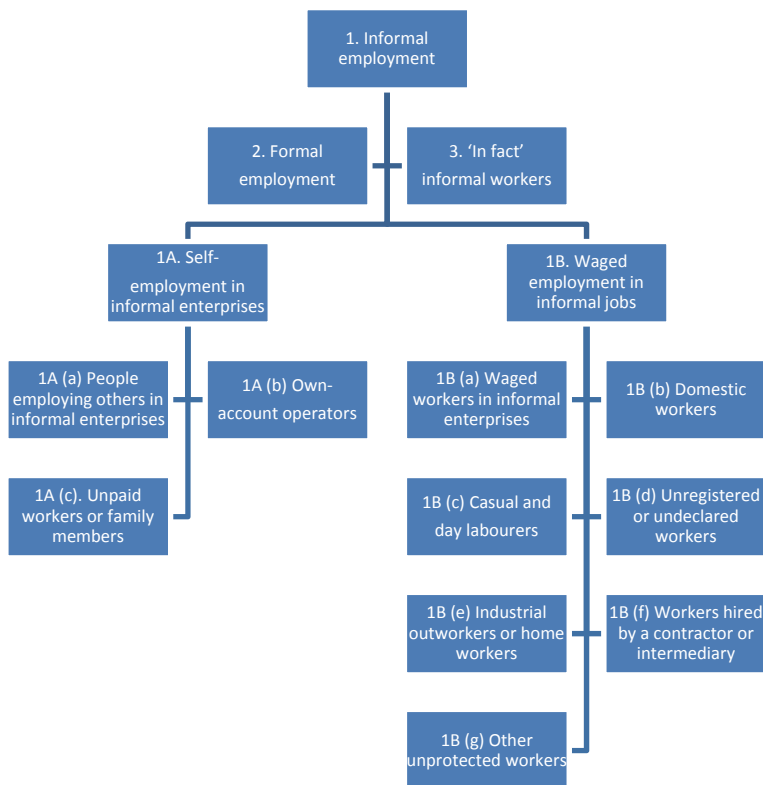 1. Informal
employment
2. Formal
employment
3. ‘In fact’
informal workers
1A. Self-
employment in
informal enterprises
1B. Waged
employment in
informal jobs
1A (a) People
employing others in
informal enterprises
1A (b) Own-
account operators
1B (a) Waged
workers in informal
enterprises
1B (b) Domestic
workers
1A (c). Unpaid
workers or family
members
1B (c) Casual and
day labourers
1B (d) Unregistered
or undeclared
workers
1B (e) Industrial
outworkers or home
workers
1B (f) Workers hired
by a contractor or
intermediary
1B (g) Other
unprotected workers